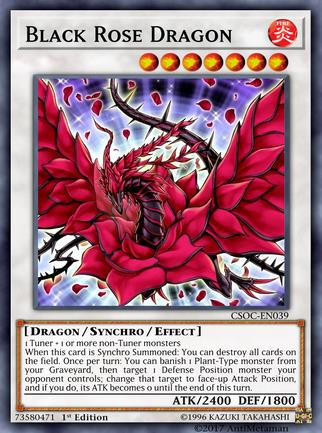 BLACK ROSE DRAGON
FIRE
炎
CSOC-EN039
[DRAGON / SYNCHRO / EFFECT]
1 Tuner + 1 or more non-Tuner monsters
When this card is Synchro Summoned: You can destroy all cards on
the field. Once per turn: You can banish 1 Plant-Type monster from
your Graveyard, then target 1 Defense Position monster your
opponent controls; change that target to face-up Attack Position,
and if you do, its ATK becomes 0 until the end of this turn.
ATK/2400 DEF/1800
73580471 1st Edition ©1996 KAZUKI TAKAHASHI
©2017 AntiMetaman